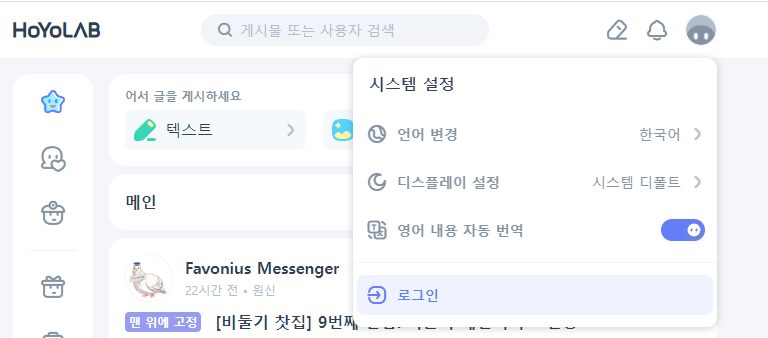 HoYoLAB
게시물 또는 사용자 검색
시스템 설정
언어 변경 한국어
디스플레이 설정 시스템 디폴트
영어 내용 자동 번역
로그인
어서 글을 게시하세요
텍스트
메인
Favonius Messenger
22시간 전 • 원신
맨 위에 고정 [비둘기 찻집] 9번째